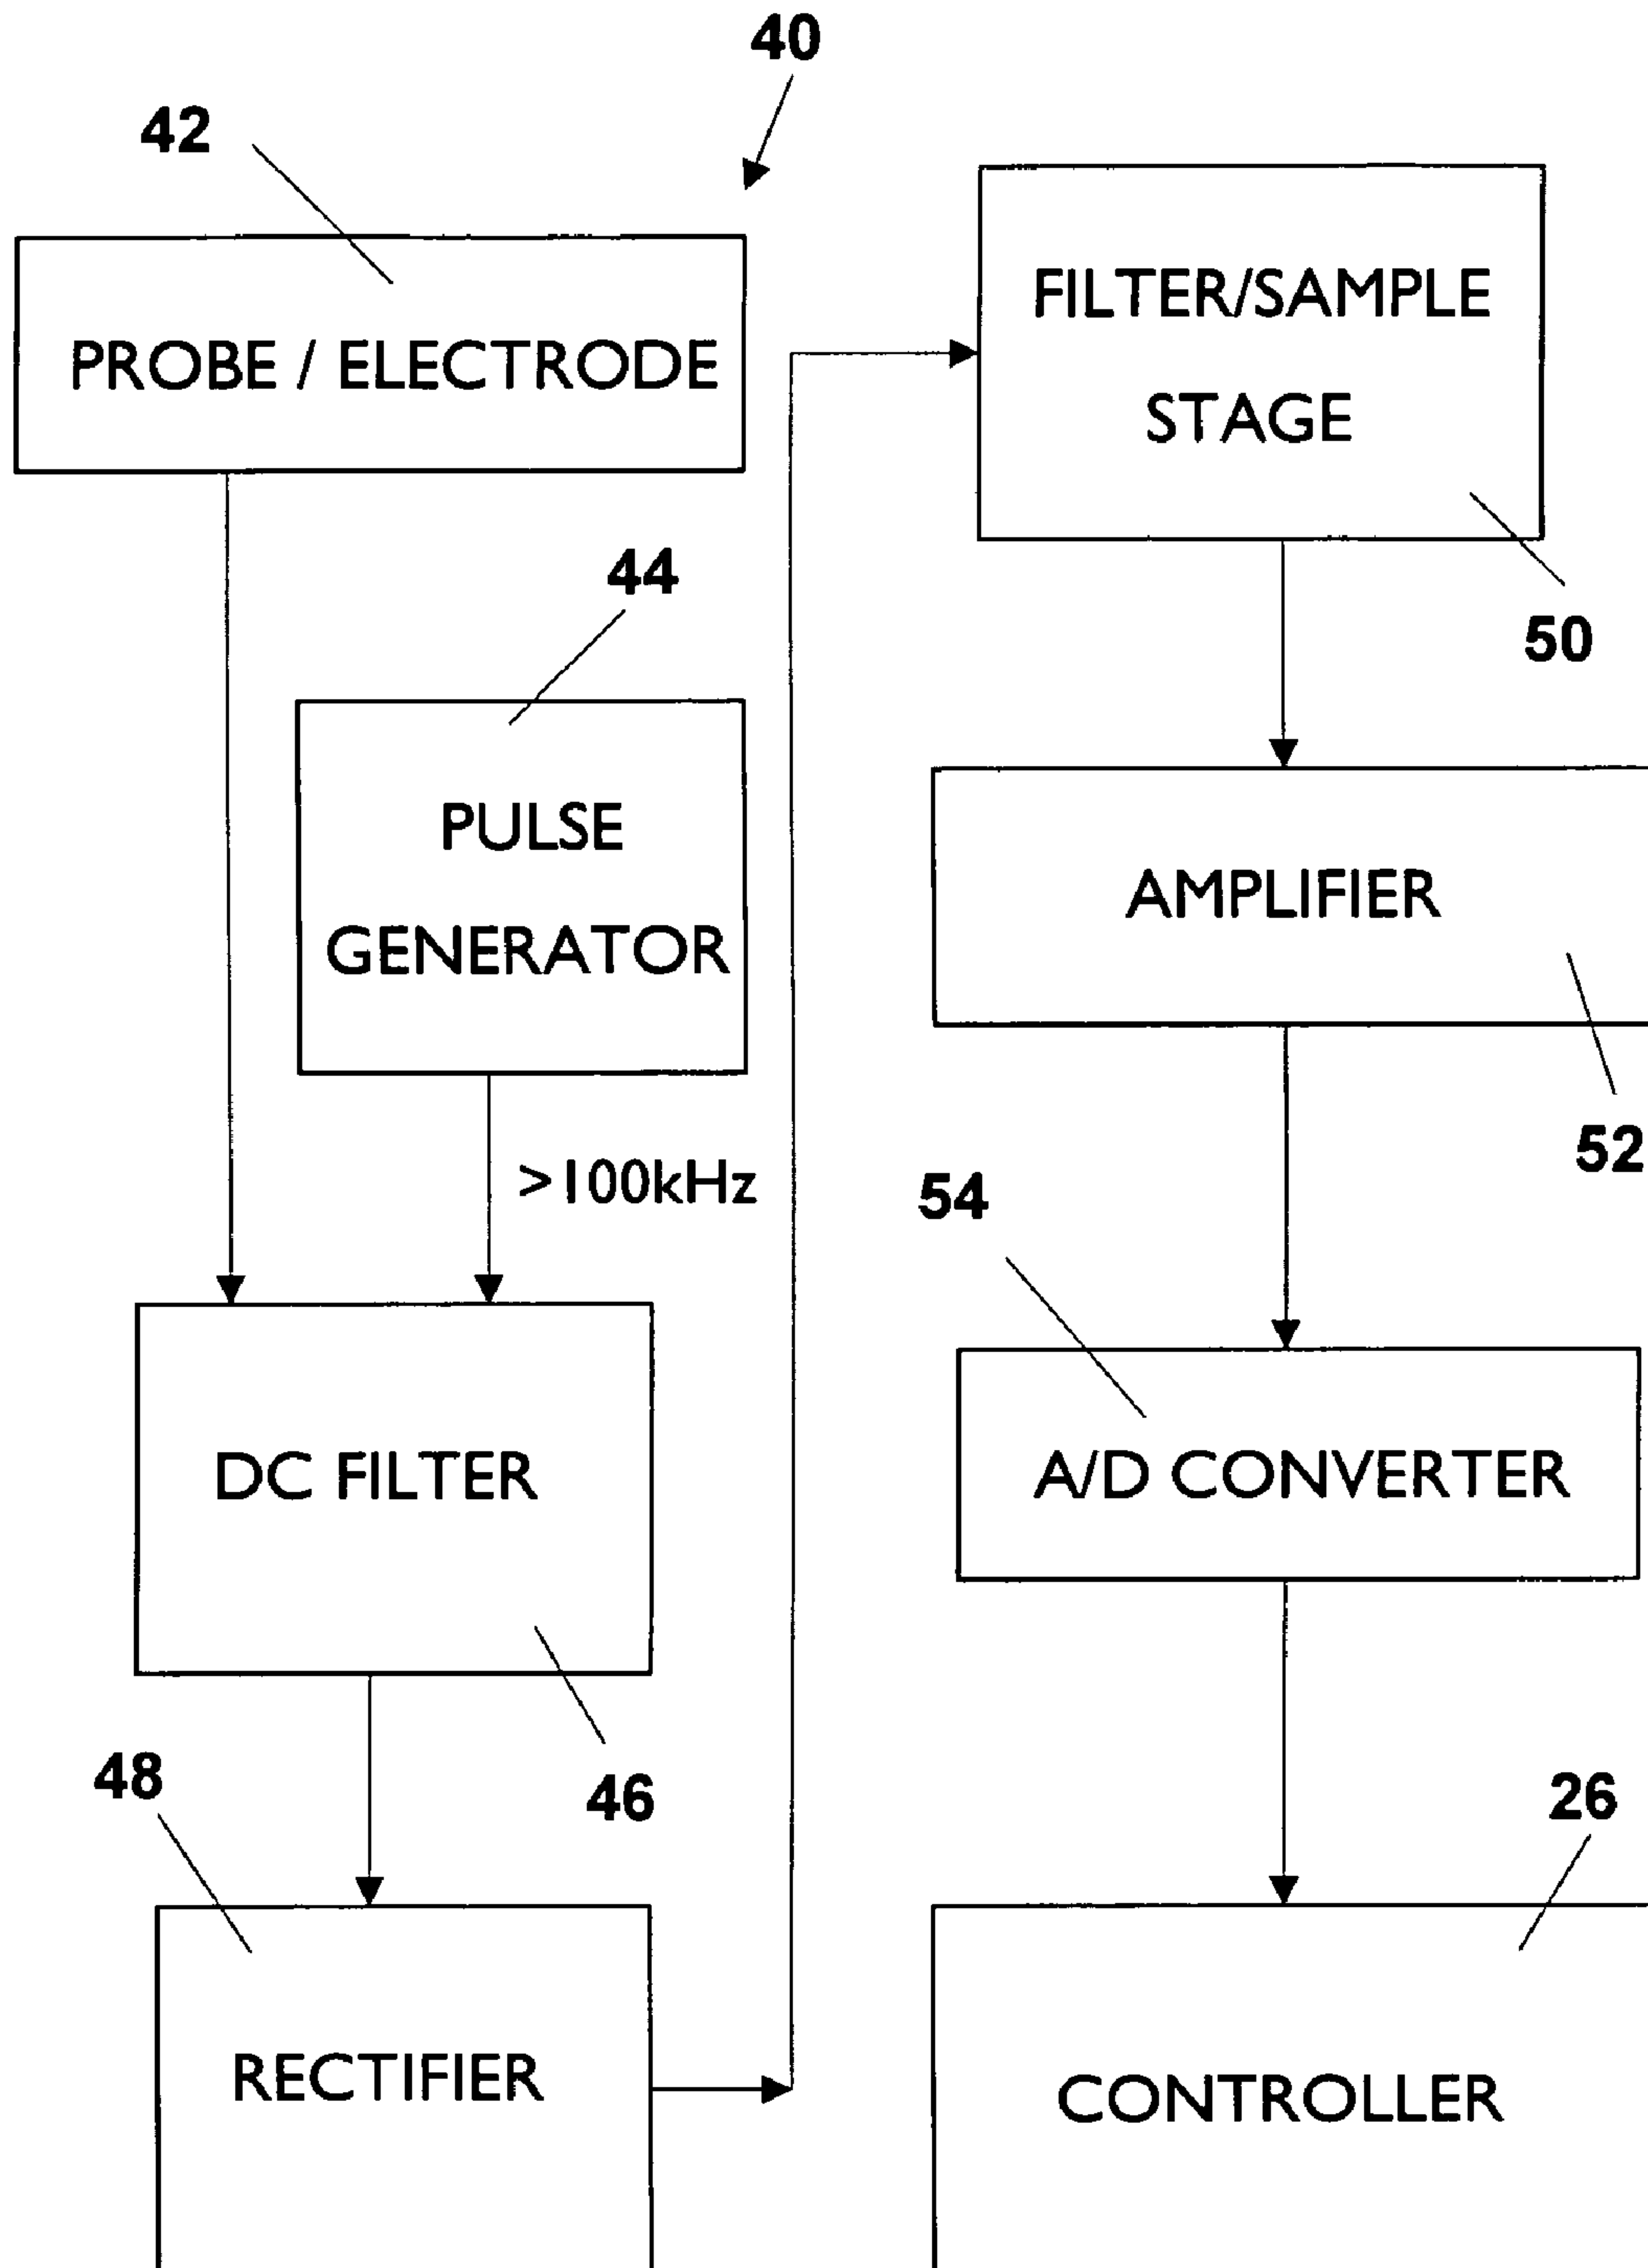 40
42
PROBE / ELECTRODE
44
PULSE
GENERATOR
>100kHz
DC FILTER
46
48
RECTIFIER
FILTER/SAMPLE
STAGE
50
AMPLIFIER
52
54
A/D CONVERTER
26
CONTROLLER